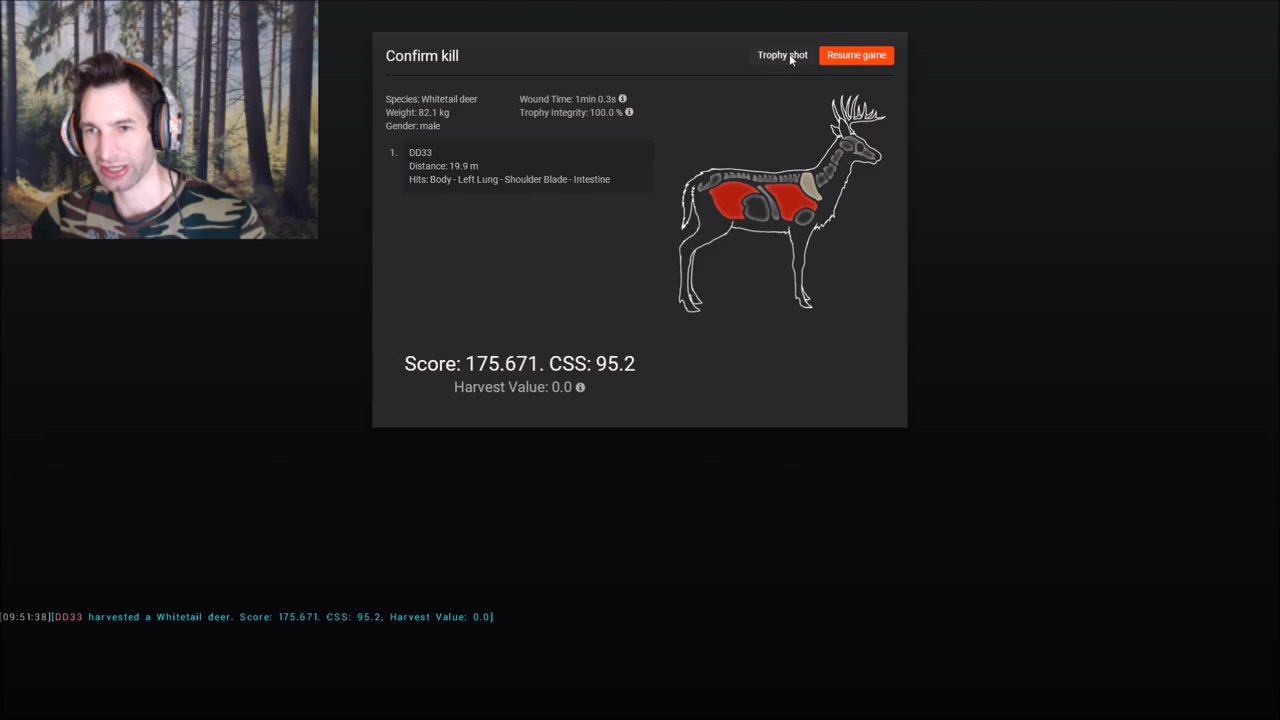 Confirm kill
Trophy shot
Resume game
Species: Whitetail deer
Weight: 82.1 kg
Gender: male
Wound Time: 1min 0.3s
Trophy Integrity: 100.0 %
1. DD33
Distance: 19.9 m
Hits: Body - Left Lung - Shoulder Blade - Intestine
Score: 175.671. CSS: 95.2
Harvest Value: 0.0
[09:51:38][DD33 harvested a Whitetail deer. Score: 175.671. CSS: 95.2, Harvest Value: 0.0]